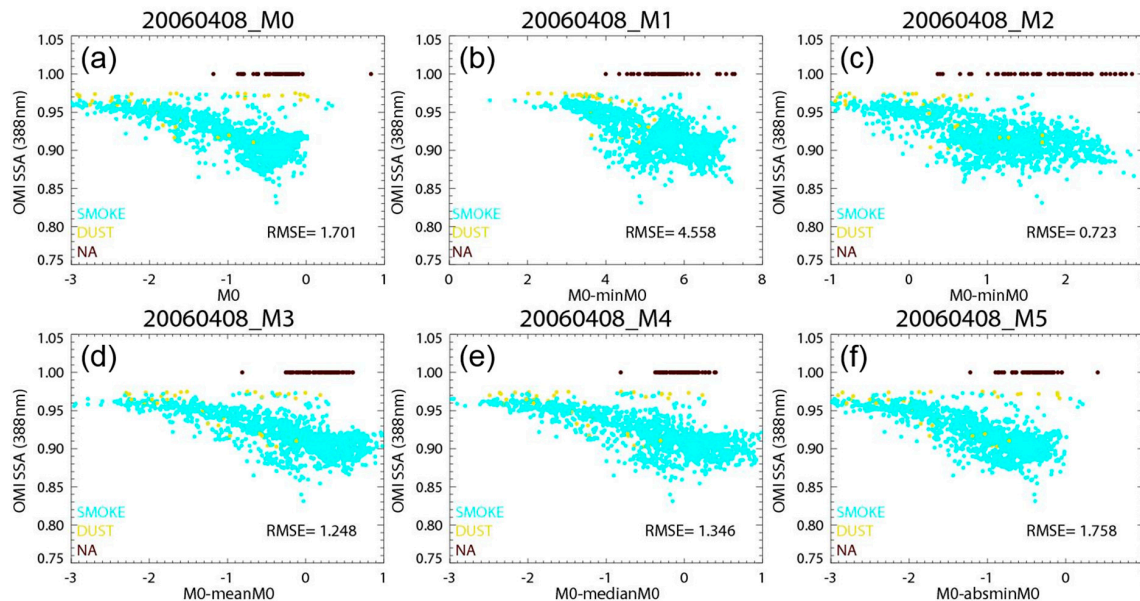 20060408_M0
(a)
OMI SSA (388nm)
1.05
1.00
0.95
0.90
0.85
0.80
0.75
SMOKE
DUST
NA
RMSE= 1.701
-3 -2 -1 0 1
M0
20060408_M1
(b)
OMI SSA (388nm)
1.05
1.00
0.95
0.90
0.85
0.80
0.75
SMOKE
DUST
NA
RMSE= 4.558
0 2 4 6 8
M0-minM0
20060408_M2
(c)
OMI SSA (388nm)
1.05
1.00
0.95
0.90
0.85
0.80
0.75
SMOKE
DUST
NA
RMSE= 0.723
-1 0 1 2
M0-minM0
20060408_M3
(d)
OMI SSA (388nm)
1.05
1.00
0.95
0.90
0.85
0.80
0.75
SMOKE
DUST
NA
RMSE= 1.248
-3 -2 -1 0 1
M0-meanM0
20060408_M4
(e)
OMI SSA (388nm)
1.05
1.00
0.95
0.90
0.85
0.80
0.75
SMOKE
DUST
NA
RMSE= 1.346
-3 -2 -1 0 1
M0-medianM0
20060408_M5
(f)
OMI SSA (388nm)
1.05
1.00
0.95
0.90
0.85
0.80
0.75
SMOKE
DUST
NA
RMSE= 1.758
-3 -2 -1 0
M0-absminM0